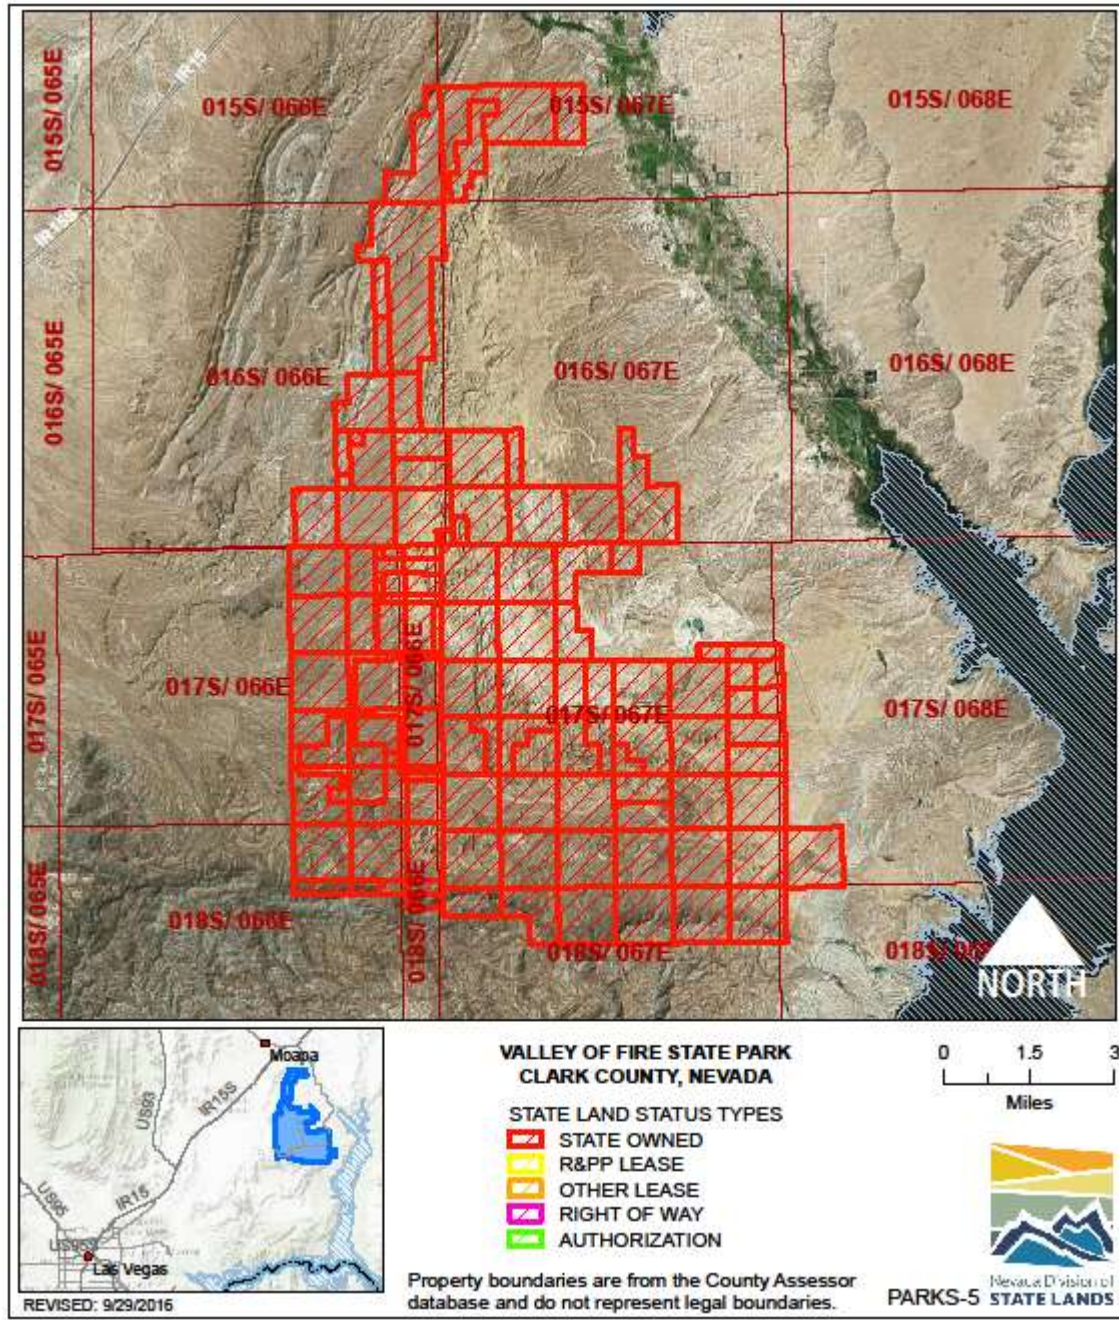 015S/ 065E
IR15
015S/ 066E
015S/ 067E
015S/ 068E
016S/ 065E
016S/ 066E
016S/ 067E
016S/ 068E
017S/ 065E
017S/ 066E
017S/ 066E
017S/ 067E
017S/ 068E
018S/ 065E
018S/ 066E
018S/ 066E
018S/ 067E
NORTH
Moapa
US93
IR15S
US95
IR15
Las Vegas
REVISED: 9/29/2016
VALLEY OF FIRE STATE PARK
CLARK COUNTY, NEVADA
STATE LAND STATUS TYPES
STATE OWNED
R&PP LEASE
OTHER LEASE
RIGHT OF WAY
AUTHORIZATION
Property boundaries are from the County Assessor
database and do not represent legal boundaries.
0 1.5 3
Miles
PARKS-5
Nevada Division of
STATE LANDS